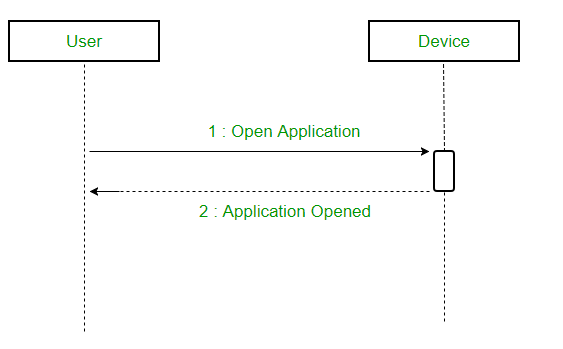 User
Device
1 : Open Application
2 : Application Opened